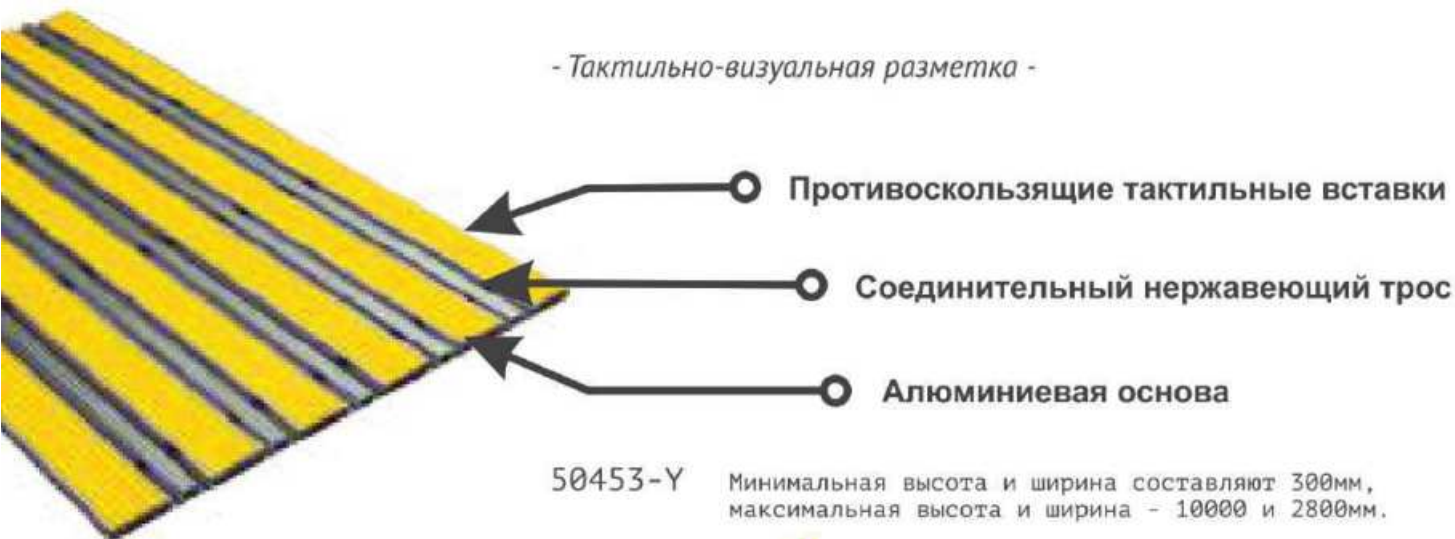 - Тактильно-визуальная разметка -
Противоскользящие тактильные вставки
Соединительный нержавеющий трос
Алюминиевая основа
50453-Y Минимальная высота и ширина составляют 300мм,
максимальная высота и ширина - 10000 и 2800мм.